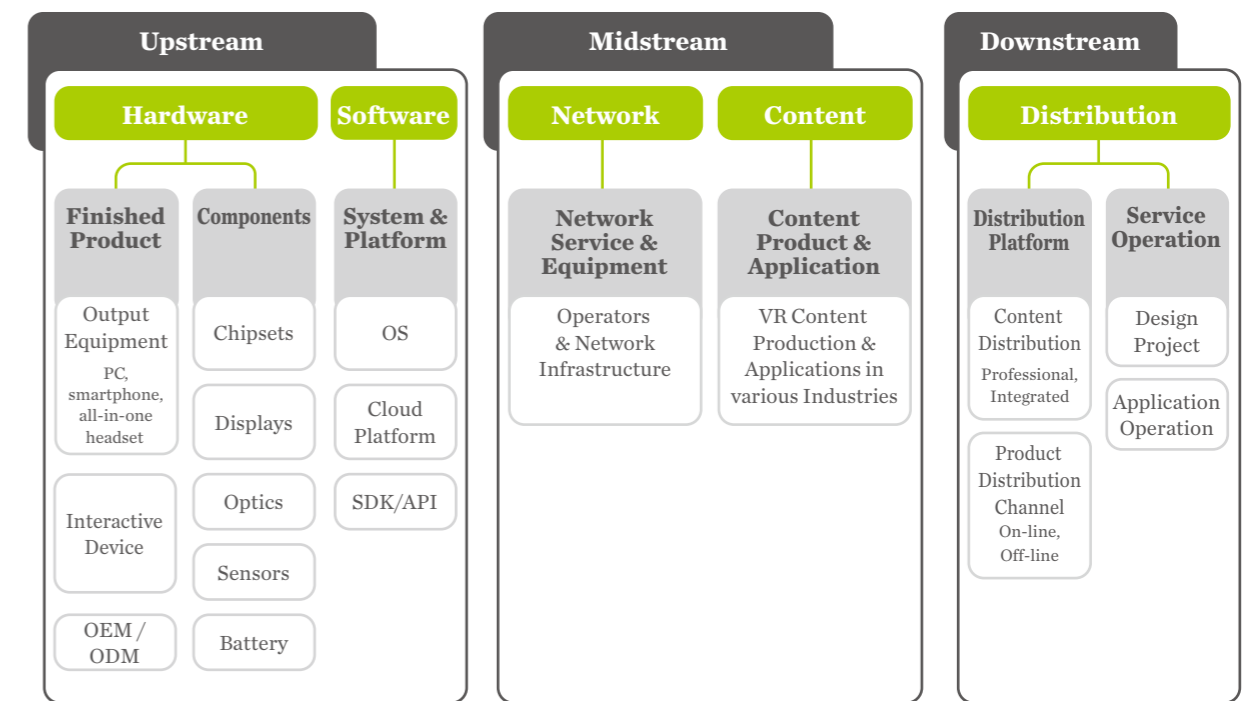 Upstream
Hardware
Software
Finished
Product
Components
System &
Platform
Output
Equipment
PC,
smartphone,
all-in-one
headset
Interactive
Device
OEM /
ODM
Chipsets
Displays
Optics
Sensors
Battery
OS
Cloud
Platform
SDK/API
Midstream
Network
Content
Network
Service &
Equipment
Operators
& Network
Infrastructure
Content
Product &
Application
VR Content
Production &
Applications in
various Industries
Downstream
Distribution
Distribution
Platform
Content
Distribution
Professional,
Integrated
Product
Distribution
Channel
On-line,
Off-line
Service
Operation
Design
Project
Application
Operation